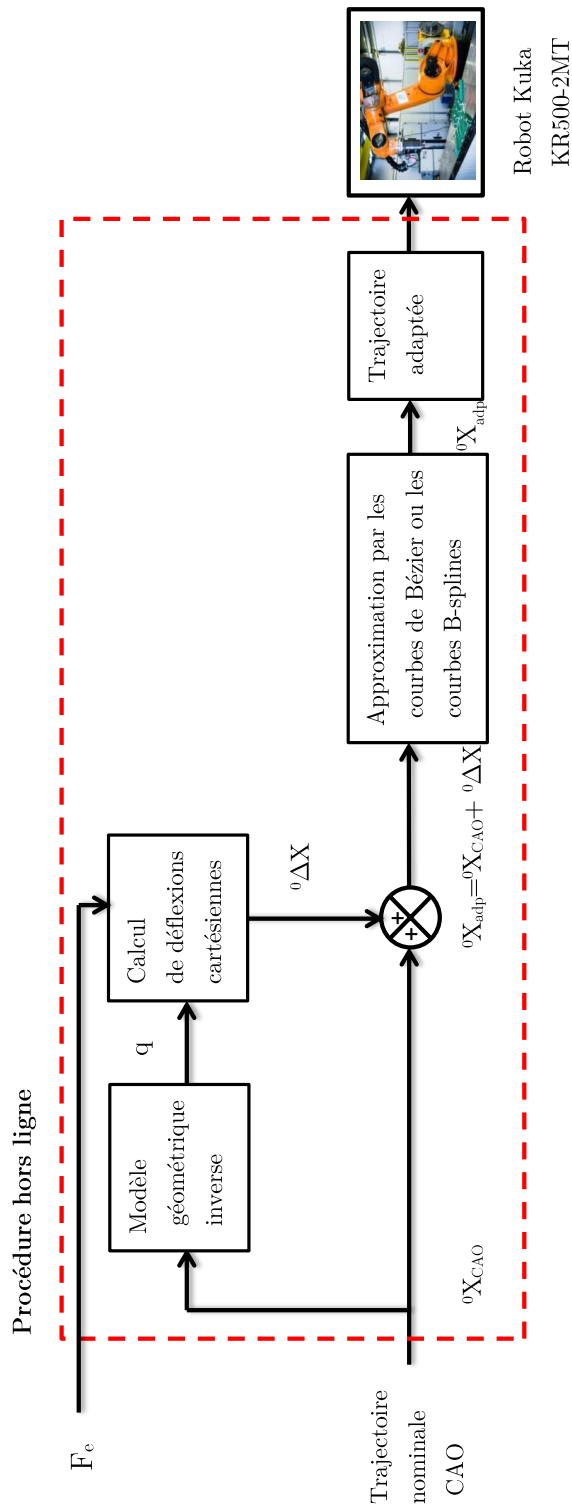 Procédure hors ligne
Fe
Modèle
géométrique
inverse
q
Calcul
de déflexions
cartésiennes
⁰ΔX
Trajectoire
nominale
CAO
⁰XCAO
⁰Xadp=⁰XCAO+ ⁰ΔX
+
+
Approximation par les
courbes de Bézier ou les
courbes B-splines
⁰Xadp
Trajectoire
adaptée
Robot Kuka
KR500-2MT